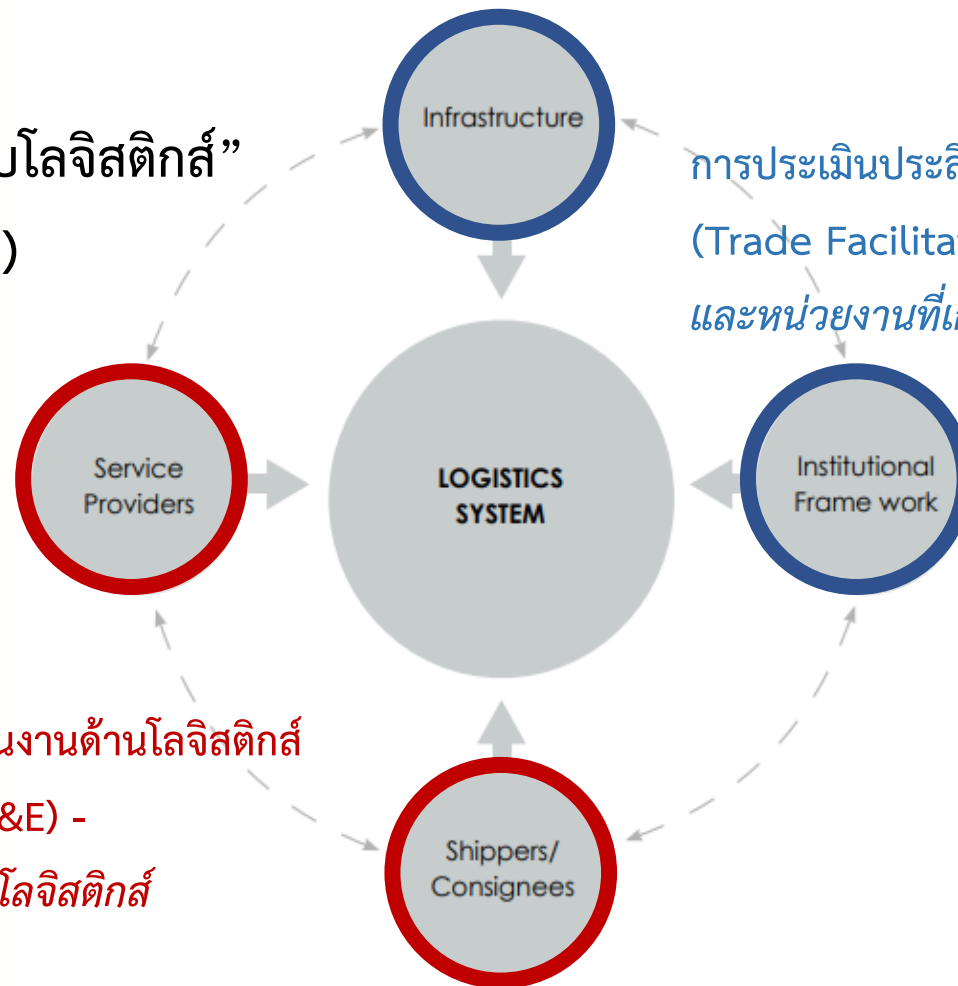 Infrastructure
บโลจิสติกส์”
)
การประเมินประสิ
(Trade Facilita
และหน่วยงานที่เ
Service
Providers
LOGISTICS
SYSTEM
Institutional
Frame work
นงานด้านโลจิสติกส์
&E) -
โลจิสติกส์
Shippers/
Consignees